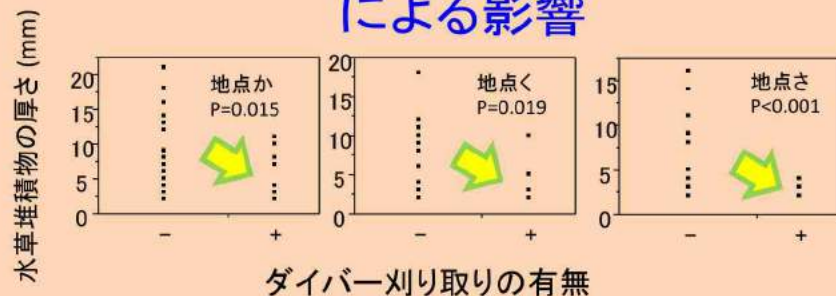 による影響
水草堆積物の厚さ (mm)
20
15
10
5
0
地点か
P=0.015
－
+
20
15
10
5
0
地点く
P=0.019
－
+
15
10
5
0
地点さ
P<0.001
－
+
ダイバー刈り取りの有無